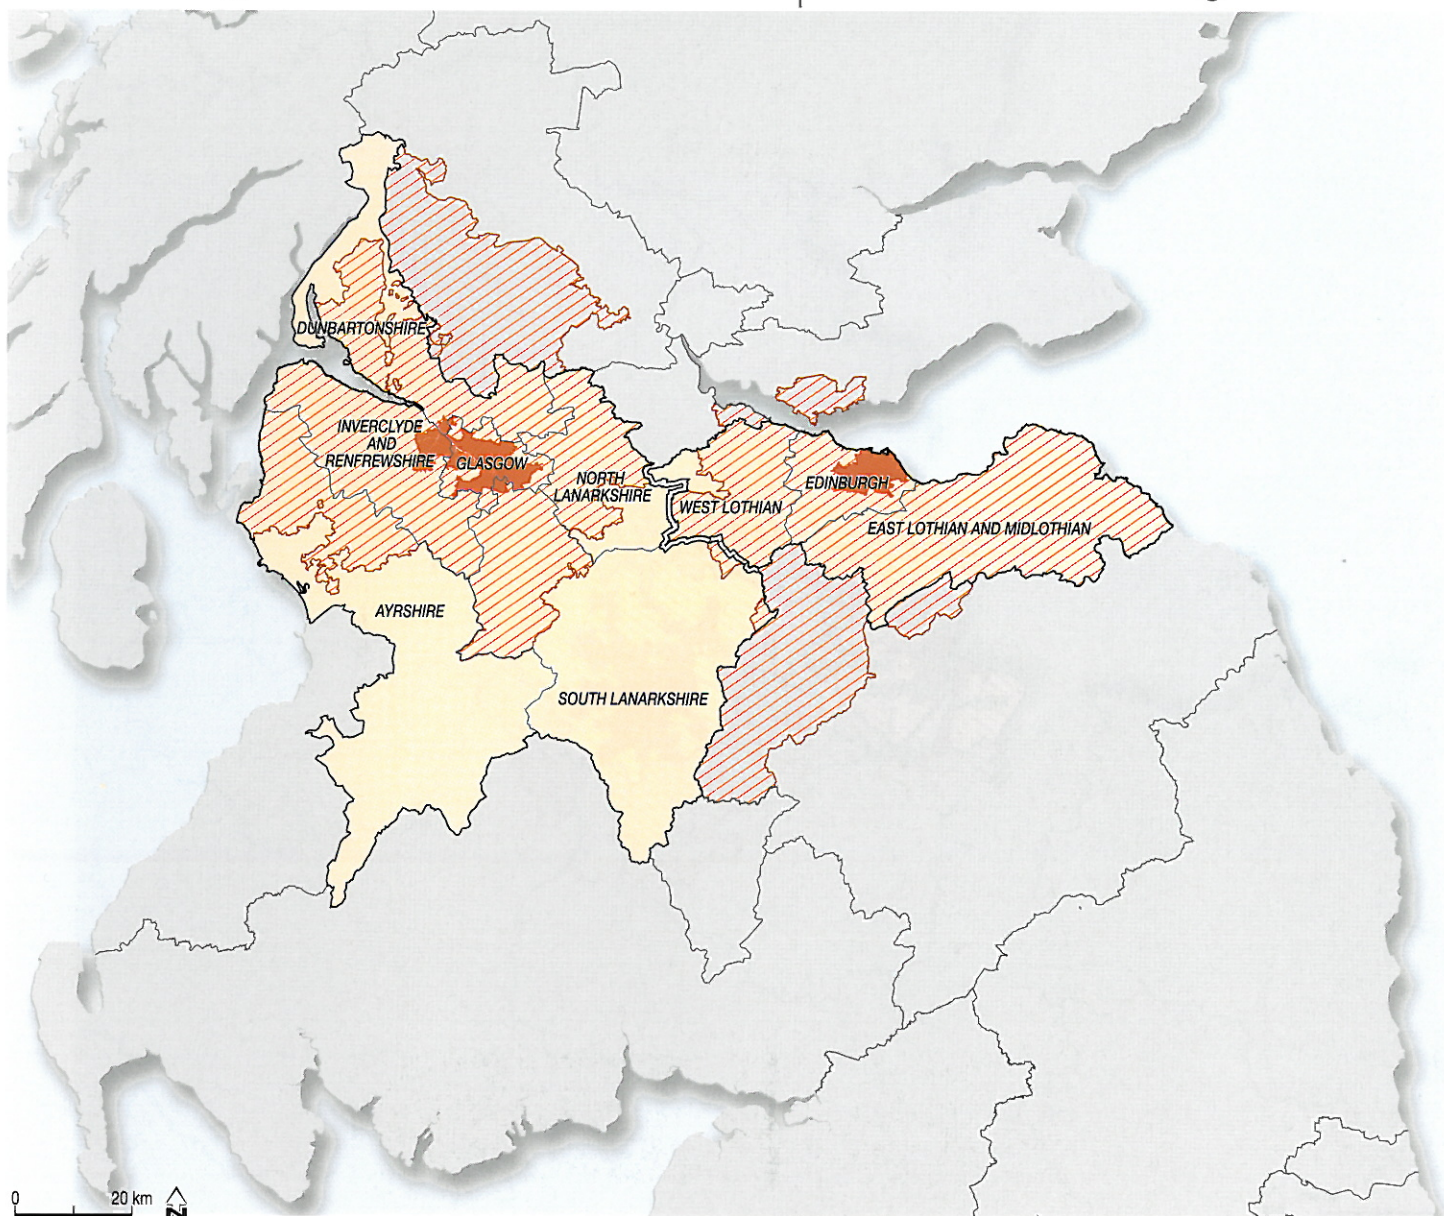 DUNBARTONSHIRE
INVERCLYDE
AND
RENFREWSHIRE
GLASGOW
NORTH
LANARKSHIRE
WEST LOTHIAN
EDINBURGH
EAST LOTHIAN AND MIDLOTHIAN
AYRSHIRE
SOUTH LANARKSHIRE
0
20 km
N